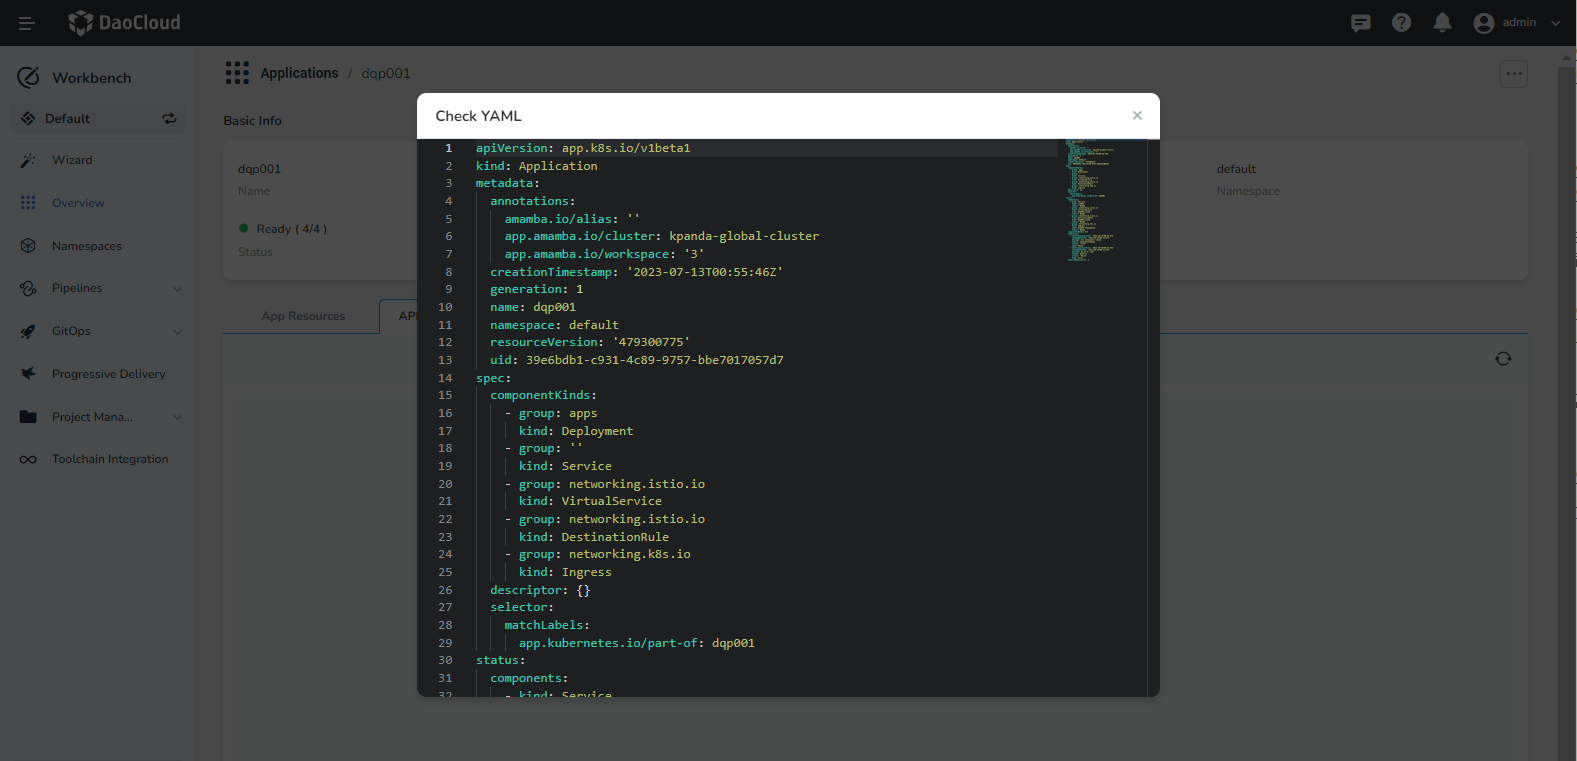 DaoCloud
admin
Workbench
Applications / dqp001
Default
Basic Info
Wizard
Overview
Namespaces
Pipelines
GitOps
Progressive Delivery
Project Mana...
Toolchain Integration
dqp001
Name
Ready ( 4/4 )
Status
default
Namespace
App Resources
Check YAML
1 apiVersion: app.k8s.io/v1beta1
2 kind: Application
3 metadata:
4 annotations:
5 amamba.io/alias: ''
6 app.amamba.io/cluster: kpanda-global-cluster
7 app.amamba.io/workspace: '3'
8 creationTimestamp: '2023-07-13T00:55:46Z'
9 generation: 1
10 name: dqp001
11 namespace: default
12 resourceVersion: '479300775'
13 uid: 39e6bdb1-c931-4c89-9757-bbe7017057d7
14 spec:
15 componentKinds:
16 - group: apps
17 kind: Deployment
18 - group: ''
19 kind: Service
20 - group: networking.istio.io
21 kind: VirtualService
22 - group: networking.istio.io
23 kind: DestinationRule
24 - group: networking.k8s.io
25 kind: Ingress
26 descriptor: {}
27 selector:
28 matchLabels:
29 app.kubernetes.io/part-of: dqp001
30 status:
31 components:
32 - kind: Service